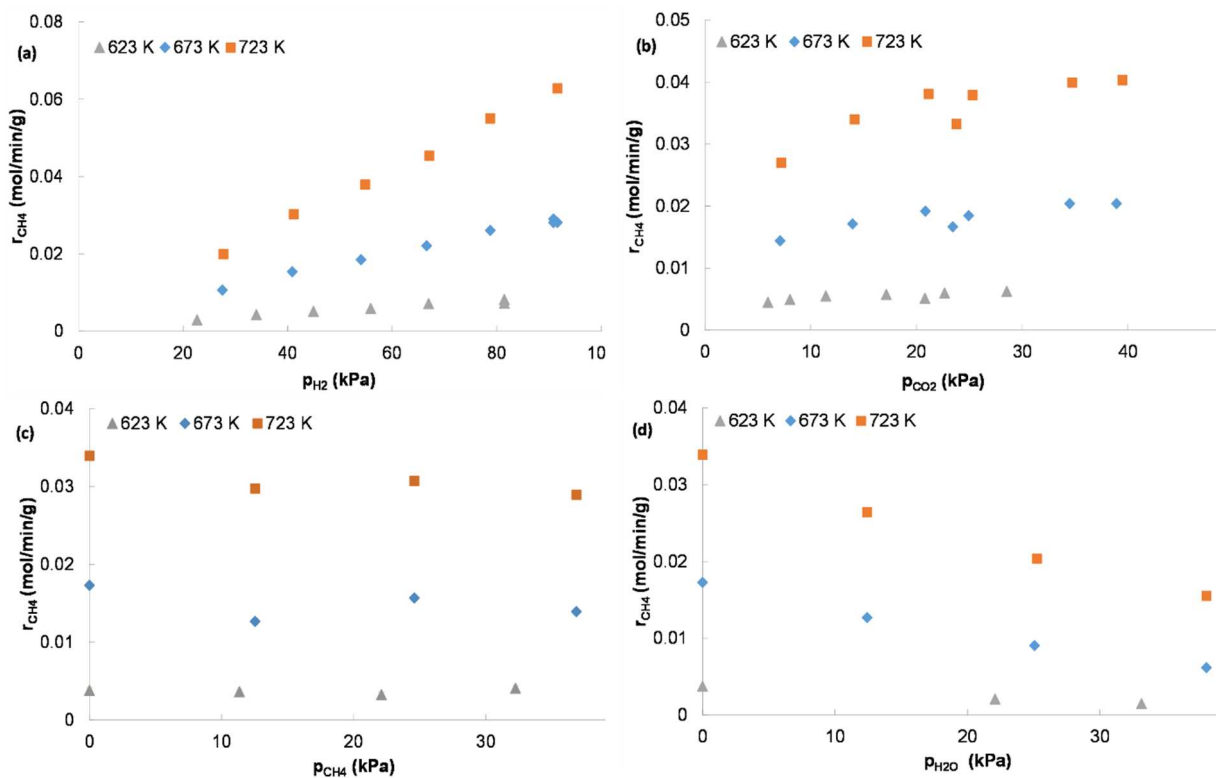 (a)
623 K 673 K 723 K
0.08
0.06
0.04
0.02
0
r_CH4 (mol/min/g)
0 20 40 60 80 10
p_H2 (kPa)
(b)
623 K 673 K 723 K
0.05
0.04
0.03
0.02
0.01
0
r_CH4 (mol/min/g)
0 10 20 30 40
p_CO2 (kPa)
(c)
623 K 673 K 723 K
0.04
0.03
0.02
0.01
0
r_CH4 (mol/min/g)
0 10 20 30
p_CH4 (kPa)
(d)
623 K 673 K 723 K
0.04
0.03
0.02
0.01
0
r_CH4 (mol/min/g)
0 10 20 30
p_H2O (kPa)